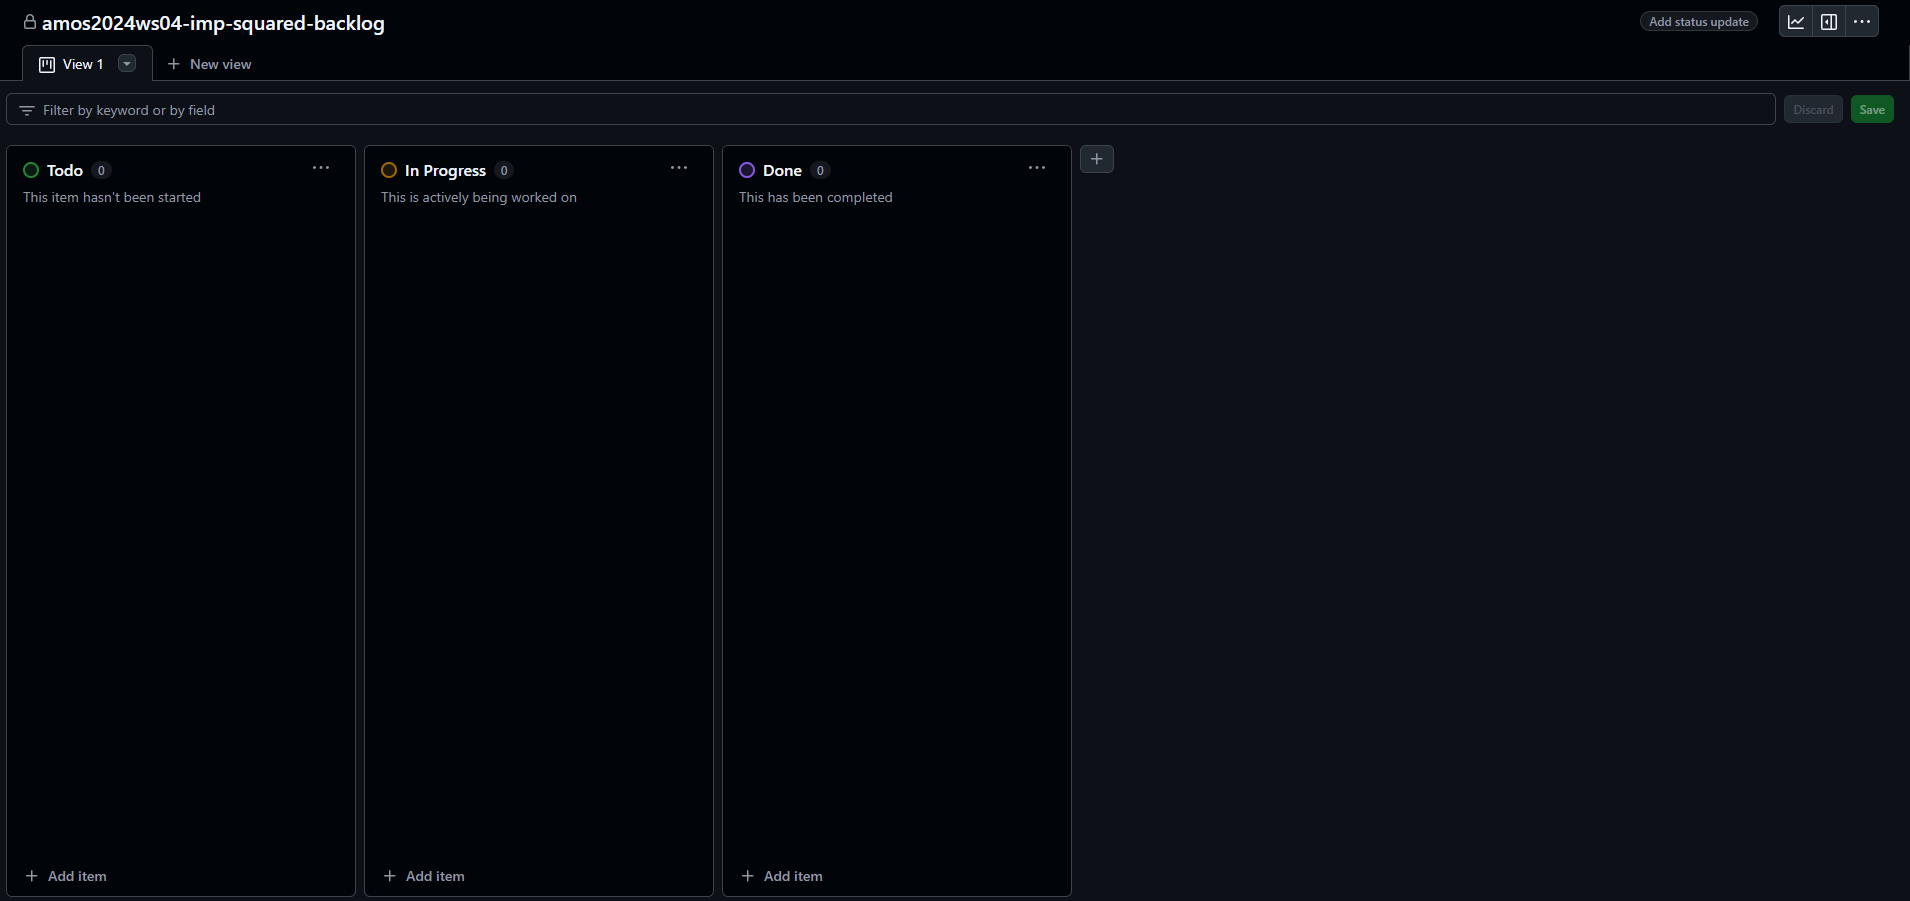 amos2024ws04-imp-squared-backlog
Add status update
View 1
New view
Filter by keyword or by field
Discard
Save
Todo 0
This item hasn't been started
Add item
In Progress 0
This is actively being worked on
Add item
Done 0
This has been completed
Add item